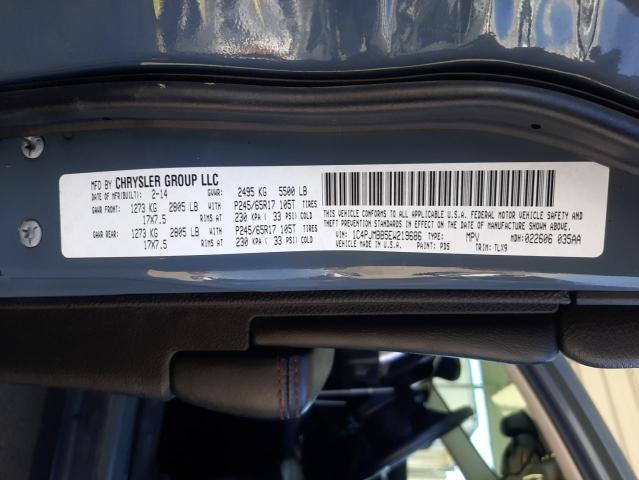 MFD BY CHRYSLER GROUP LLC
DATE OF MFR(BUILT): 2-14 GVWR: 2495 KG 5500 LB
GAWR FRONT: 1273 KG 2805 LB WITH P245/65R17 105T TIRES
17X7.5 RIMS AT 230 KPA ( 33 PSI) COLD
GAWR REAR: 1273 KG 2805 LB WITH P245/65R17 105T TIRES
17X7.5 RIMS AT 230 KPA ( 33 PSI) COLD
THIS VEHICLE CONFORMS TO ALL APPLICABLE U.S.A. FEDERAL MOTOR VEHICLE SAFETY
AND THEFT PREVENTION STANDARDS IN EFFECT ON THE DATE OF MANUFACTURE SHOWN ABOVE.
VIN: 1C4PJMBB5EW219686 TYPE: MPV MDH:022606 035AA
VEHICLE MADE IN U.S.A. PAINT: PDS TRIM: TLX9